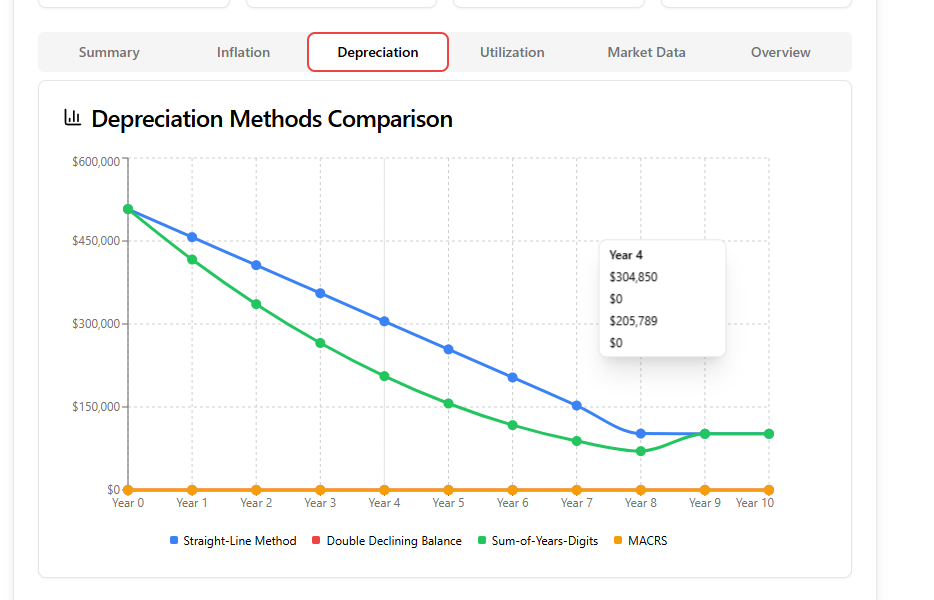 Summary Inflation Depreciation Utilization Market Data Overview
Depreciation Methods Comparison
$600,000
$450,000
$300,000
$150,000
$0
Year 4
$304,850
$0
$205,789
$0
Year 0 Year 1 Year 2 Year 3 Year 4 Year 5 Year 6 Year 7 Year 8 Year 9 Year 10
Straight-Line Method Double Declining Balance Sum-of-Years-Digits MACRS